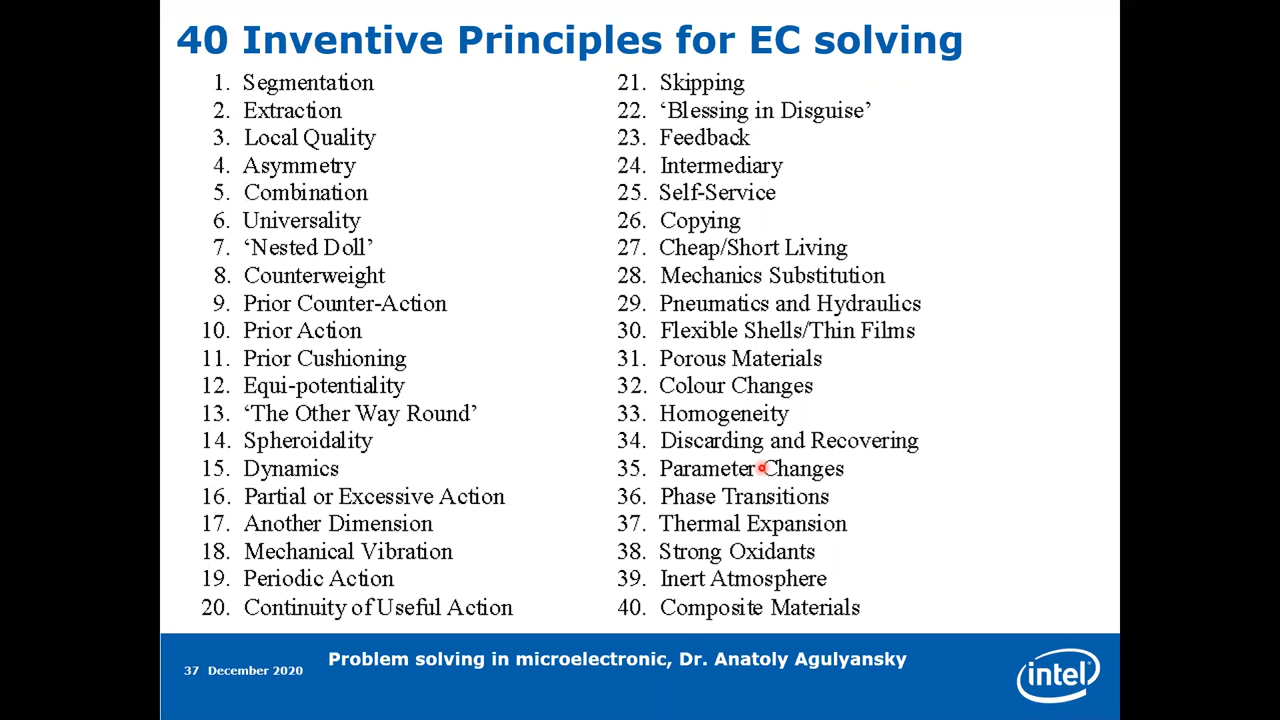 40 Inventive Principles for EC solving
1. Segmentation
2. Extraction
3. Local Quality
4. Asymmetry
5. Combination
6. Universality
7. ‘Nested Doll’
8. Counterweight
9. Prior Counter-Action
10. Prior Action
11. Prior Cushioning
12. Equi-potentiality
13. ‘The Other Way Round’
14. Spheroidality
15. Dynamics
16. Partial or Excessive Action
17. Another Dimension
18. Mechanical Vibration
19. Periodic Action
20. Continuity of Useful Action
21. Skipping
22. ‘Blessing in Disguise’
23. Feedback
24. Intermediary
25. Self-Service
26. Copying
27. Cheap/Short Living
28. Mechanics Substitution
29. Pneumatics and Hydraulics
30. Flexible Shells/Thin Films
31. Porous Materials
32. Colour Changes
33. Homogeneity
34. Discarding and Recovering
35. Parameter Changes
36. Phase Transitions
37. Thermal Expansion
38. Strong Oxidants
39. Inert Atmosphere
40. Composite Materials
Problem solving in microelectronic, Dr. Anatoly Agulyansky
37 December 2020
intel